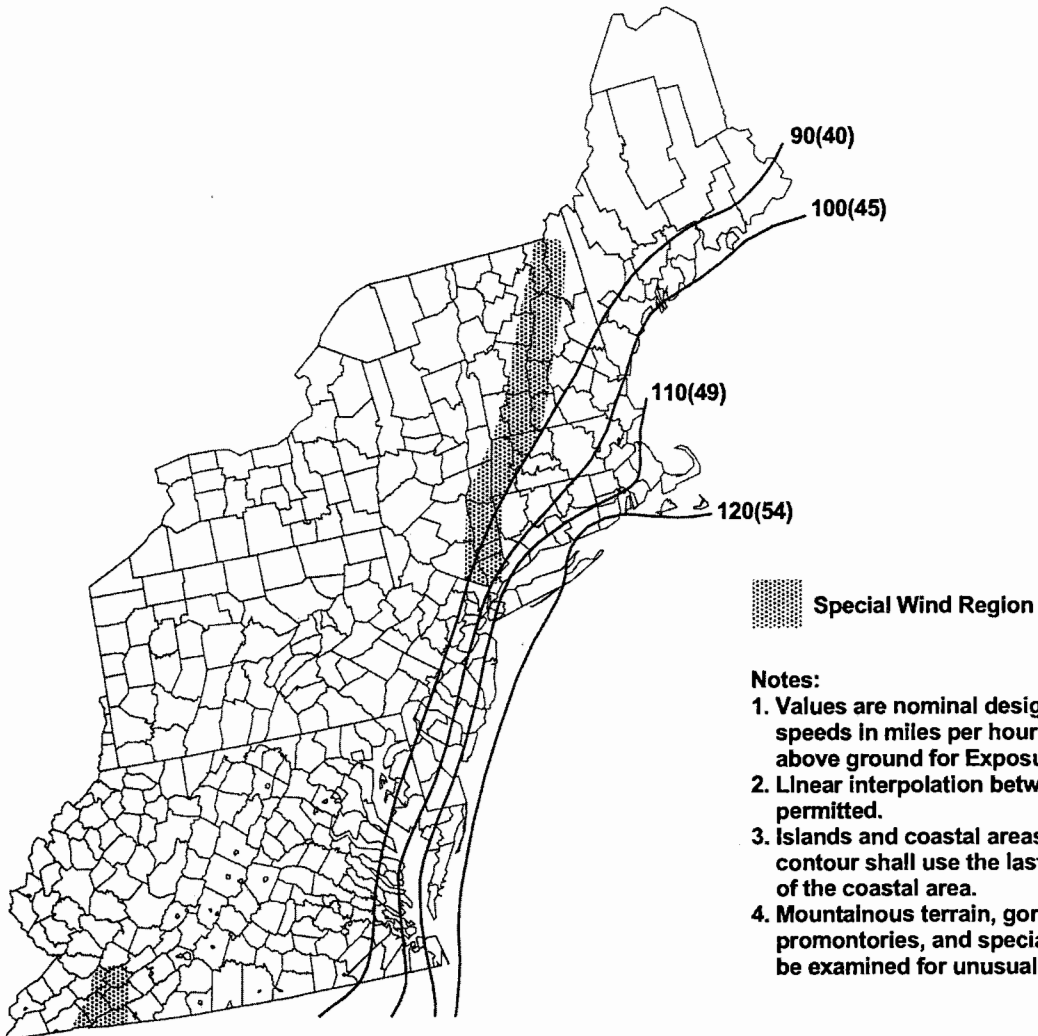 90(40)
100(45)
110(49)
120(54)
Special Wind Region
Notes:
1. Values are nominal desig
speeds in miles per hour
above ground for Exposu
2. Linear interpolation betw
permitted.
3. Islands and coastal areas
contour shall use the las
of the coastal area.
4. Mountainous terrain, gor
promontories, and specia
be examined for unusual